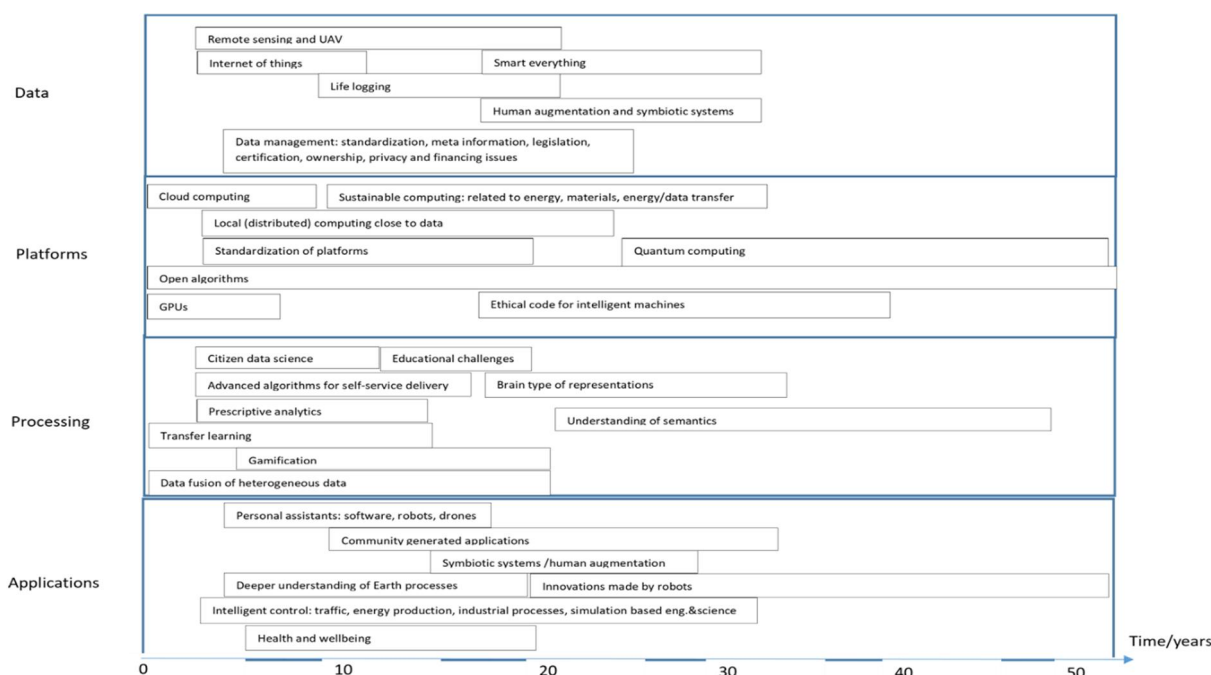 Data
Remote sensing and UAV
Internet of things
Smart everything
Life logging
Human augmentation and symbiotic systems
Data management: standardization, meta information, legislation,
certification, ownership, privacy and financing issues
Platforms
Cloud computing
Sustainable computing: related to energy, materials, energy/data transfer
Local (distributed) computing close to data
Standardization of platforms
Quantum computing
Open algorithms
GPUs
Ethical code for intelligent machines
Processing
Citizen data science
Educational challenges
Advanced algorithms for self-service delivery
Brain type of representations
Prescriptive analytics
Understanding of semantics
Transfer learning
Gamification
Data fusion of heterogeneous data
Applications
Personal assistants: software, robots, drones
Community generated applications
Symbiotic systems /human augmentation
Deeper understanding of Earth processes
Innovations made by robots
Intelligent control: traffic, energy production, industrial processes, simulation based eng.&science
Health and wellbeing
Time/years
0 10 20 30 40 50